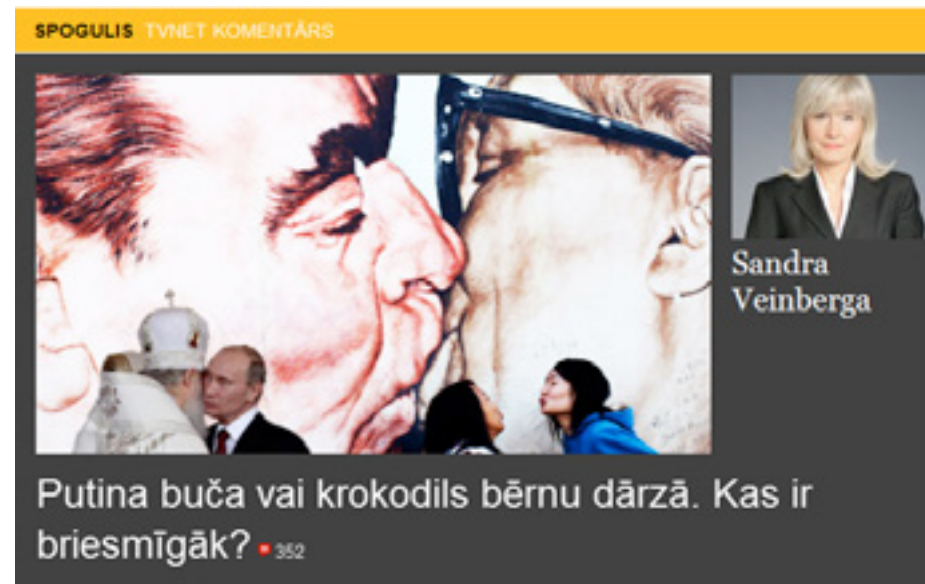 SPOGULIS TVNET KOMENTĀRS
Sandra
Veinberga
Putina buča vai krokodils bērnu dārzā. Kas ir
briesmīgāk? 352